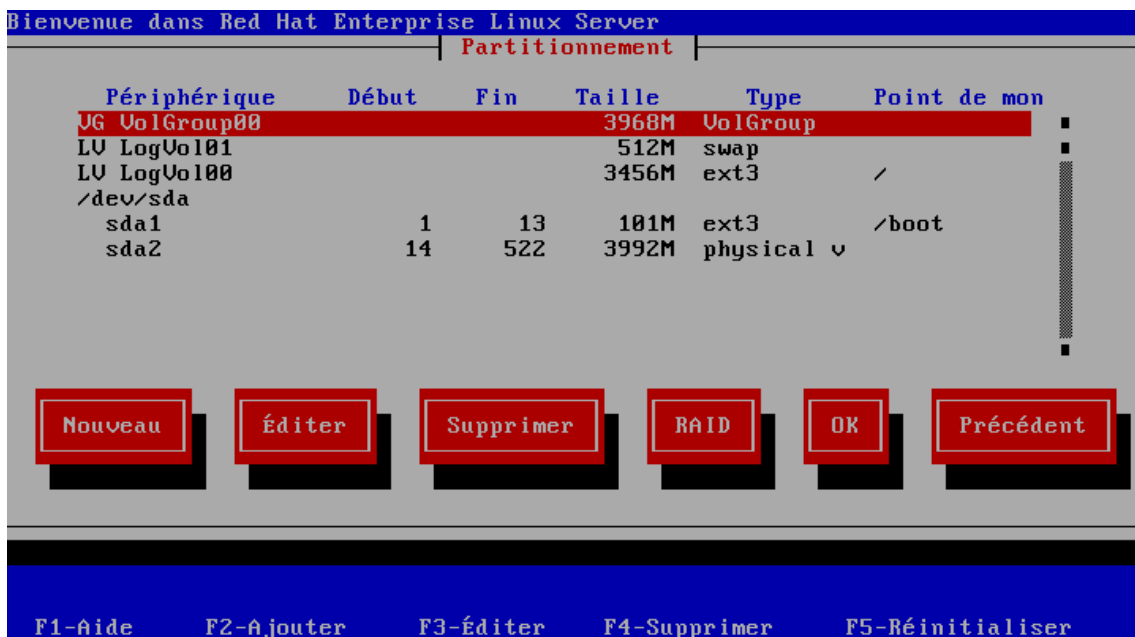 Bienvenue dans Red Hat Enterprise Linux Server
Partitionnement
Périphérique Début Fin Taille Type Point de mon
VG VolGroup00 3968M VolGroup
LV LogVol01 512M swap
LV LogVol00 3456M ext3 /
/dev/sda
sda1 1 13 101M ext3 /boot
sda2 14 522 3992M physical v
Nouveau Éditer Supprimer RAID OK Précédent
F1-Aide F2-Ajouter F3-Éditer F4-Supprimer F5-Réinitialiser